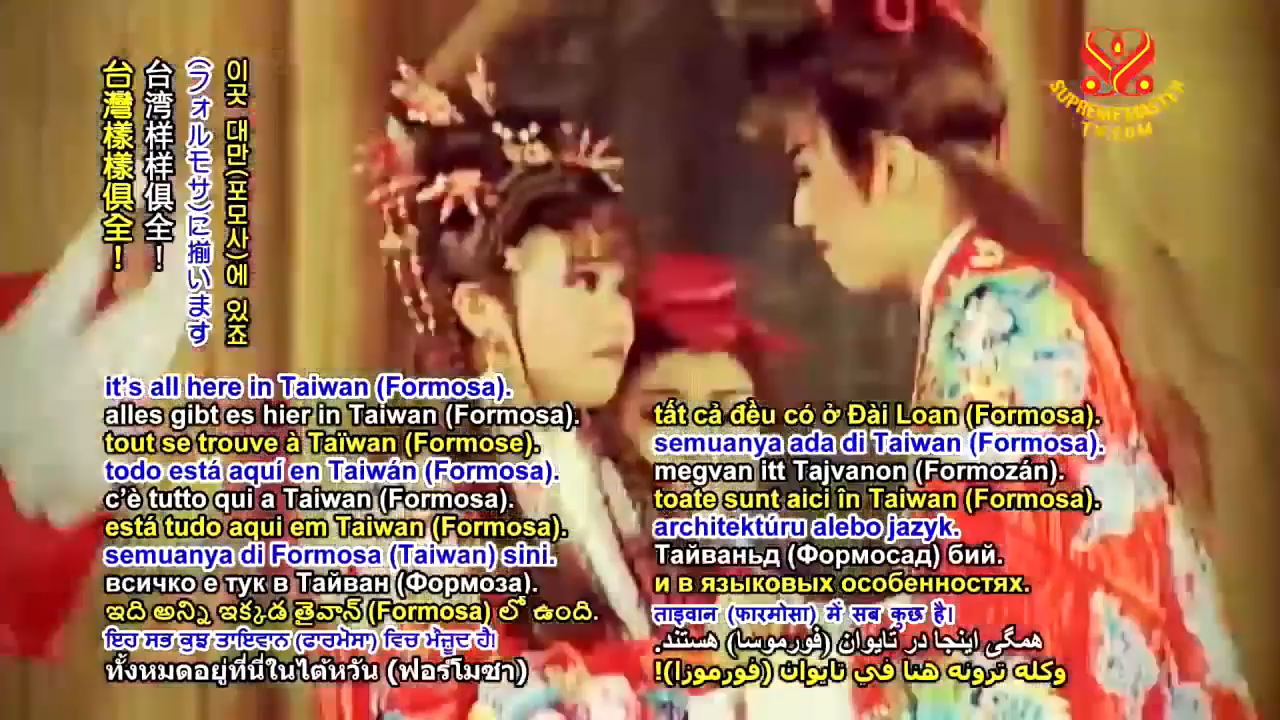 台灣樣樣俱全！
台湾样样俱全！
(フォルモサ)に揃います
이곳 대만(포모사)에 있죠
SUPREMEMASTER
TV.COM
it's all here in Taiwan (Formosa).
alles gibt es hier in Taiwan (Formosa).
tout se trouve à Taïwan (Formose).
todo está aquí en Taiwán (Formosa).
c'è tutto qui a Taiwan (Formosa).
está tudo aqui em Taiwan (Formosa).
semuanya di Formosa (Taiwan) sini.
всичко е тук в Тайван (Формоза).
ఇది అన్ని ఇక్కడ తైవాన్ (Formosa) లో ఉంది.
ਇਹ ਸਭ ਕੁਝ ਤਾਇਵਾਨ (ਫਾਰਮੋਸਾ) ਵਿਚ ਮੌਜੂਦ ਹੈ।
ทั้งหมดอยู่ที่นี่ในไต้หวัน (ฟอร์โมซา)
tất cả đều có ở Đài Loan (Formosa).
semuanya ada di Taiwan (Formosa).
megvan itt Tajvanon (Formozán).
toate sunt aici în Taiwan (Formosa).
architektúru alebo jazyk.
Тайваньд (Формосад) бий.
и в языковых особенностях.
ताइवान (फारमोसा) में सब कुछ है।
همگی اینجا در تایوان (فورموسا) هستند.
وكله ترونه هنا في تايوان (فورموزا)!